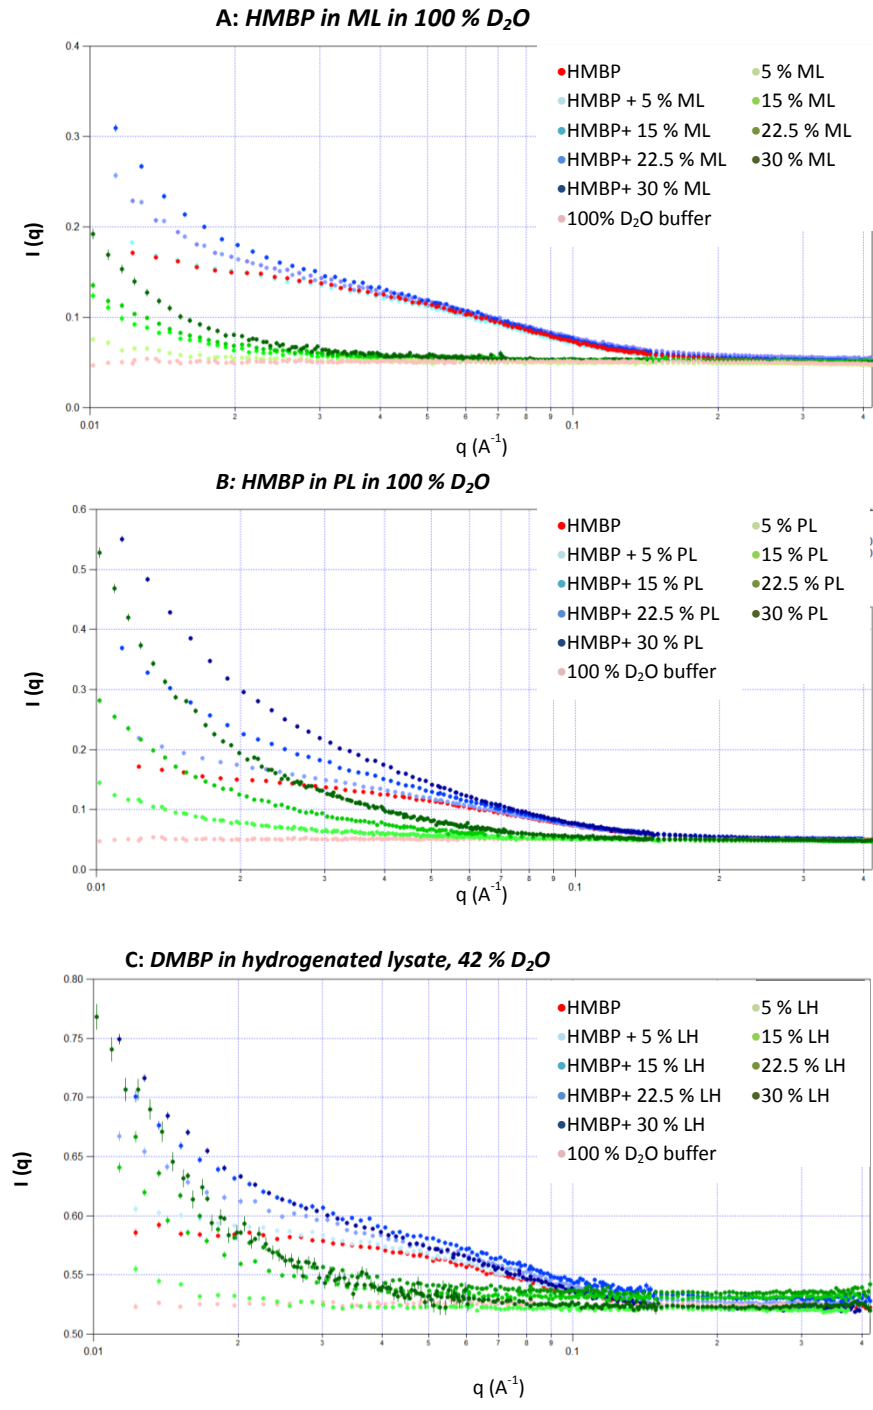 A: HMBP in ML in 100 % D₂O
0.4
0.3
0.2
0.1
0.0
I (q)
HMBP
HMBP + 5 % ML
HMBP+ 15 % ML
HMBP+ 22.5 % ML
HMBP+ 30 % ML
100% D₂O buffer
5 % ML
15 % ML
22.5 % ML
30 % ML
0.01 2 3 4 5 6 7 8 9 0.1 2 3 4
q (A⁻¹)
B: HMBP in PL in 100 % D₂O
0.6
0.5
0.4
0.3
0.2
0.1
0.0
I (q)
HMBP
HMBP + 5 % PL
HMBP+ 15 % PL
HMBP+ 22.5 % PL
HMBP+ 30 % PL
100 % D₂O buffer
5 % PL
15 % PL
22.5 % PL
30 % PL
0.01 2 3 4 5 6 7 8 9 0.1 2 3 4
q (A⁻¹)
C: DMBP in hydrogenated lysate, 42 % D₂O
0.80
0.75
0.70
0.65
0.60
0.55
0.50
I (q)
HMBP
HMBP + 5 % LH
HMBP+ 15 % LH
HMBP+ 22.5 % LH
HMBP+ 30 % LH
100 % D₂O buffer
5 % LH
15 % LH
22.5 % LH
30 % LH
0.01 2 3 4 5 6 7 8 9 0.1 2 3 4
q (A⁻¹)